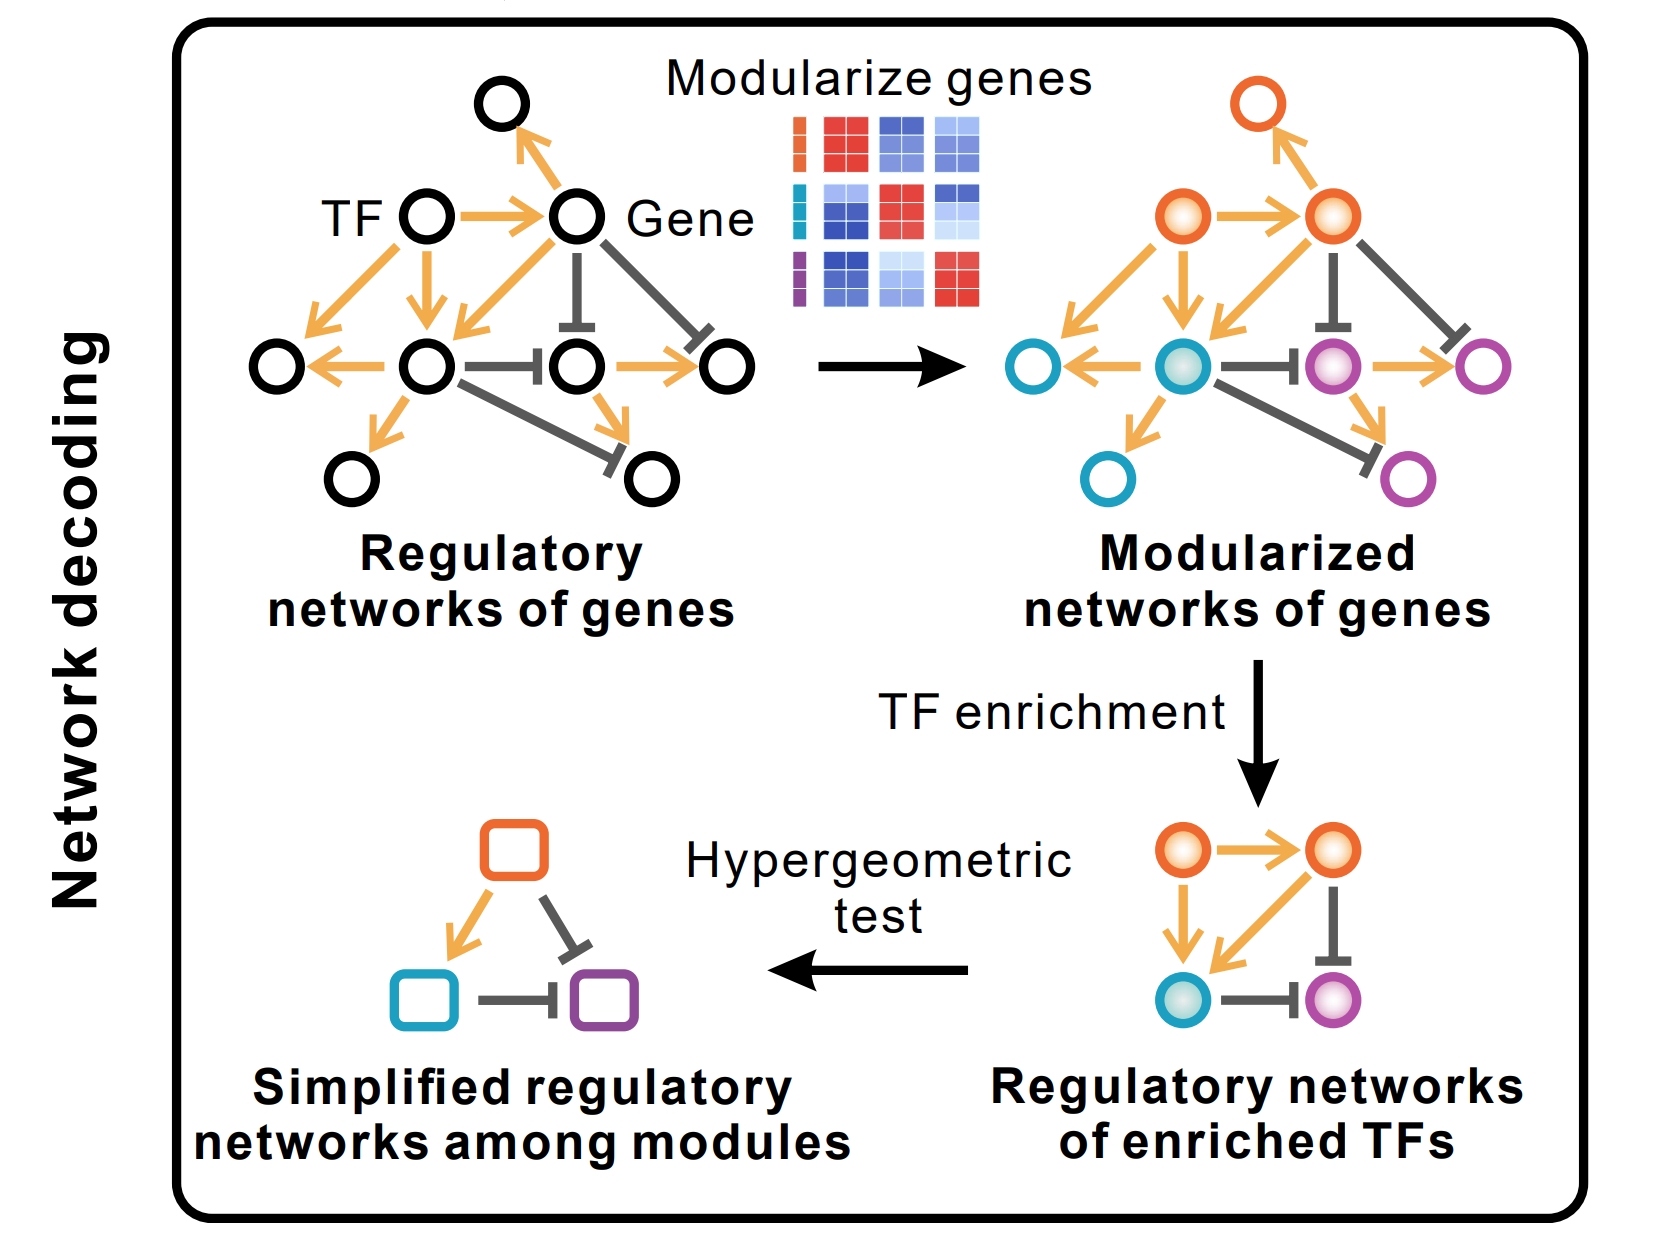 Network decoding
Modularize genes
TF
Gene
Regulatory
networks of genes
Modularized
networks of genes
TF enrichment
Hypergeometric
test
Simplified regulatory
networks among modules
Regulatory networks
of enriched TFs